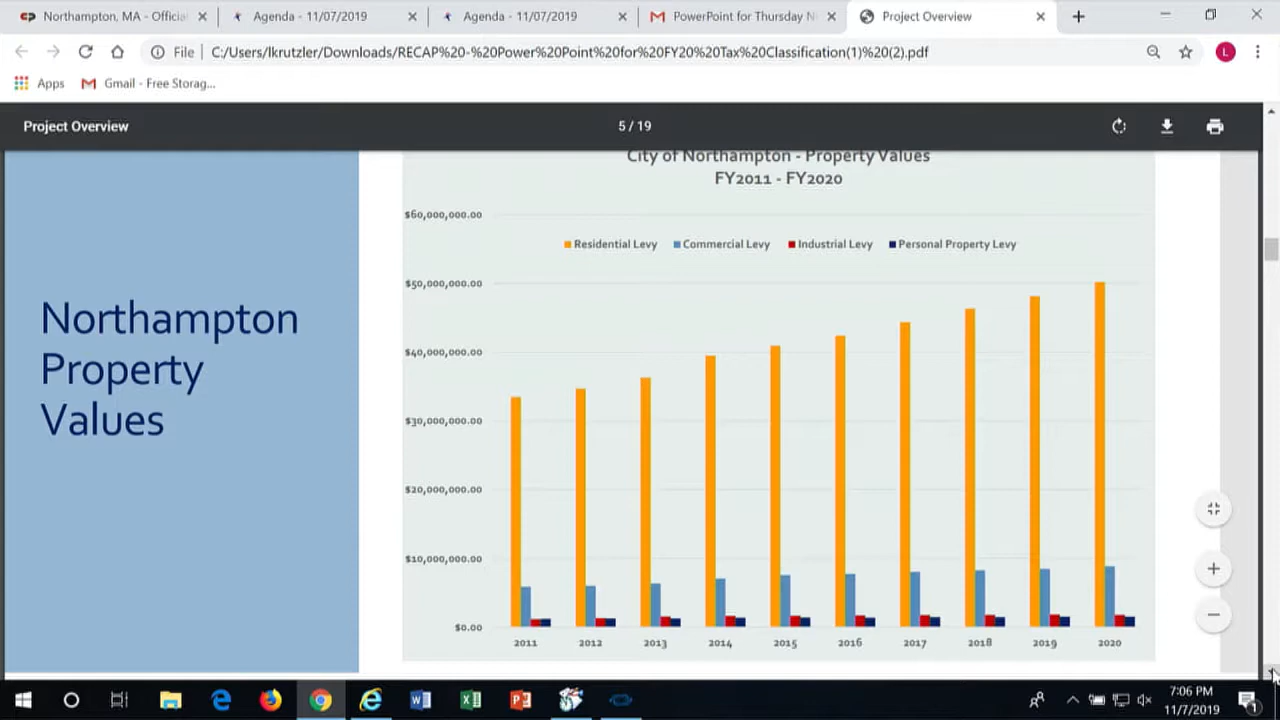 Northampton, MA - Official
Agenda - 11/07/2019
Agenda - 11/07/2019
PowerPoint for Thursday N
Project Overview
File
C:/Users/lkrutzler/Downloads/RECAP%20-%20Power%20Point%20for%20FY20%20Tax%20Classification(1)%20(2).pdf
L
Apps
Gmail - Free Storag...
Project Overview
5 / 19
Northampton
Property
Values
City of Northampton - Property Values
FY2011 - FY2020
$60,000,000.00
Residential Levy
Commercial Levy
Industrial Levy
Personal Property Levy
$50,000,000.00
$40,000,000.00
$30,000,000.00
$20,000,000.00
$10,000,000.00
$0.00
2011 2012 2013 2014 2015 2016 2017 2018 2019 2020
7:06 PM
11/7/2019
1